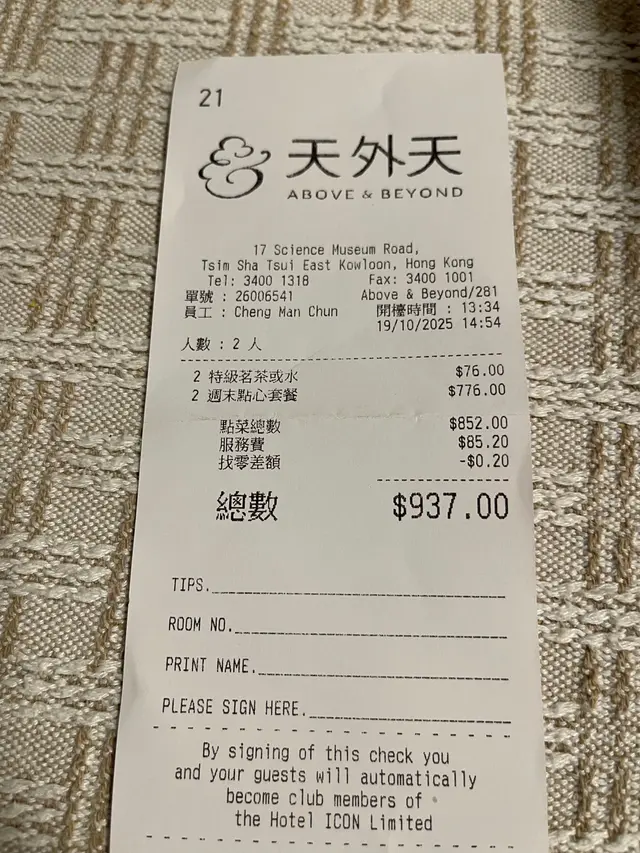 21
天外天
ABOVE & BEYOND
17 Science Museum Road,
Tsim Sha Tsui East Kowloon, Hong Kong
Tel: 3400 1318 Fax: 3400 1001
單號 : 26006541 Above & Beyond/281
員工 : Cheng Man Chun 開檯時間 : 13:34
19/10/2025 14:54
人數 : 2 人
2 特級茗茶或水 $76.00
2 週末點心套餐 $776.00
點菜總數 $852.00
服務費 $85.20
找零差額 -$0.20
總數 $937.00
TIPS.
ROOM NO.
PRINT NAME.
PLEASE SIGN HERE.
By signing of this check you
and your guests will automatically
become club members of
the Hotel ICON Limited